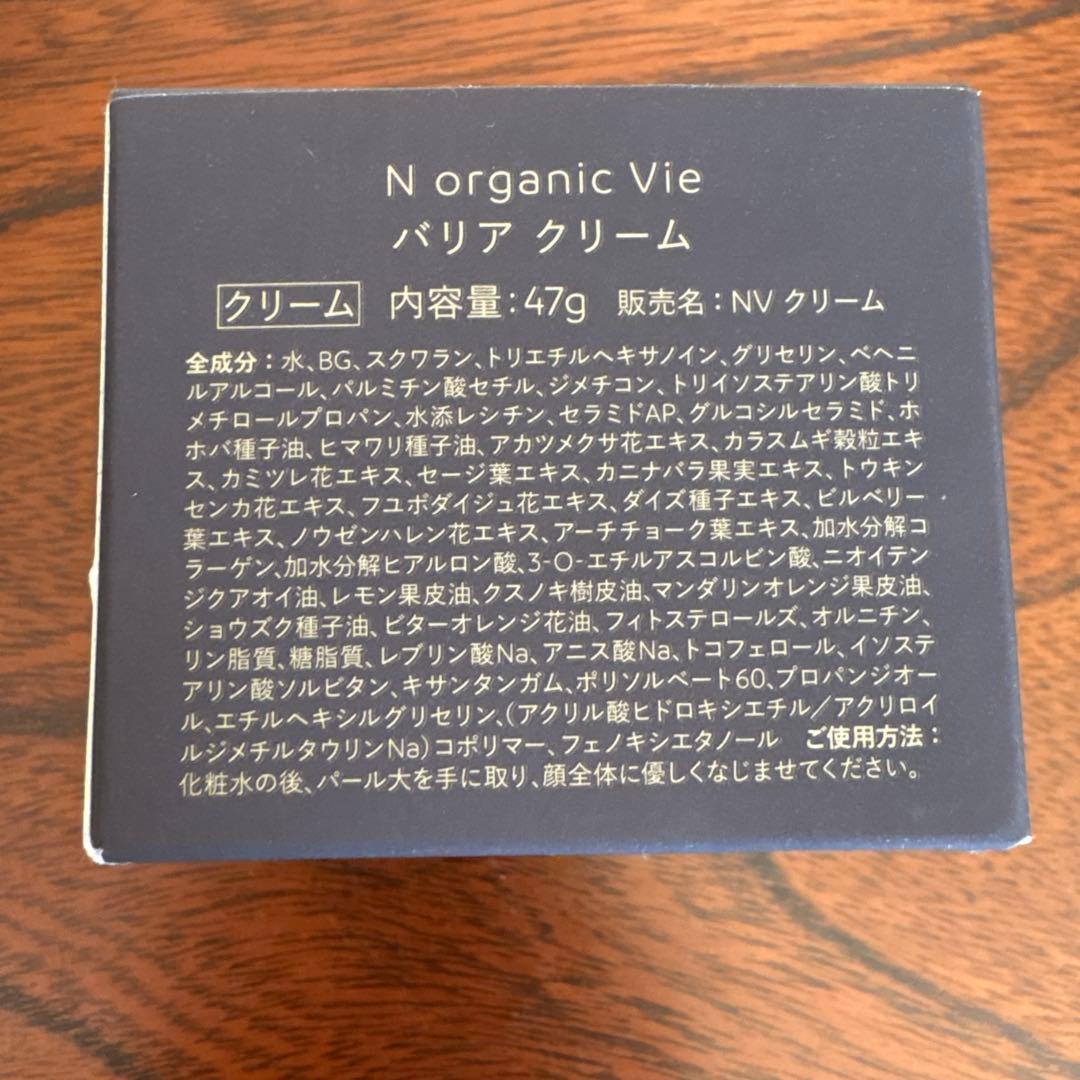 N organic Vie
バリア クリーム
クリーム 内容量:47g 販売名:NV クリーム
全成分:水、BG、スクワラン、トリエチルヘキサノイン、グリセリン、ベヘニ
ルアルコール、パルミチン酸セチル、ジメチコン、トリイソステアリン酸トリ
メチロールプロパン、水添レシチン、セラミドAP、グルコシルセラミド、ホ
ホバ種子油、ヒマワリ種子油、アカツメクサ花エキス、カラスムギ穀粒エキ
ス、カミツレ花エキス、セージ葉エキス、カニナバラ果実エキス、トウキン
センカ花エキス、フユボダイジュ花エキス、ダイズ種子エキス、ビルベリー
葉エキス、ノウゼンハレン花エキス、アーチチョーク葉エキス、加水分解コ
ラーゲン、加水分解ヒアルロン酸、3-O-エチルアスコルビン酸、ニオイテン
ジクアオイ油、レモン果皮油、クスノキ樹皮油、マンダリンオレンジ果皮油、
ショウズク種子油、ビターオレンジ花油、フィトステロールズ、オルニチン、
リン脂質、糖脂質、レブリン酸Na、アニス酸Na、トコフェロール、イソステ
アリン酸ソルビタン、キサンタンガム、ポリソルベート60、プロパンジオー
ル、エチルヘキシルグリセリン、(アクリル酸ヒドロキシエチル/アクリロイ
ルジメチルタウリンNa)コポリマー、フェノキシエタノール ご使用方法:
化粧水の後、パール大を手に取り、顔全体に優しくなじませてください。